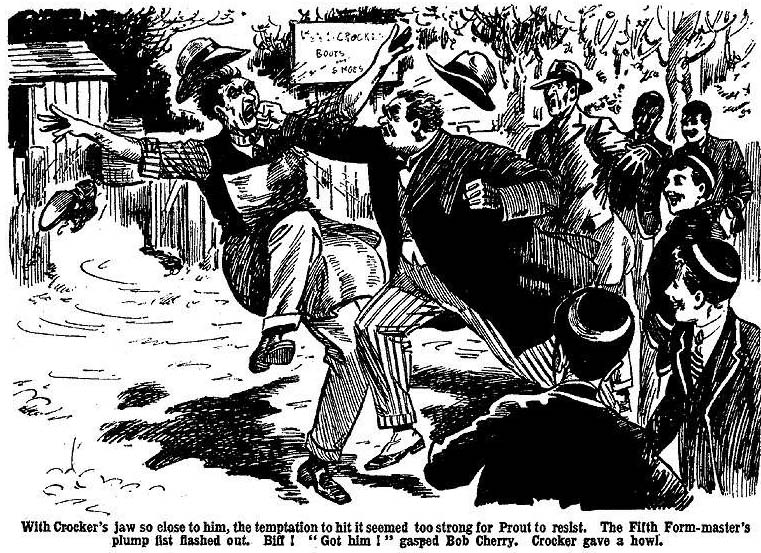 CROCKER
BOOTS
SHOES
With Crocker's jaw so close to him, the temptation to hit it seemed too strong for Prout to resist. The Fifth Form-master's
plump fist flashed out. Biff! "Got him!" gasped Bob Cherry. Crocker gave a howl.